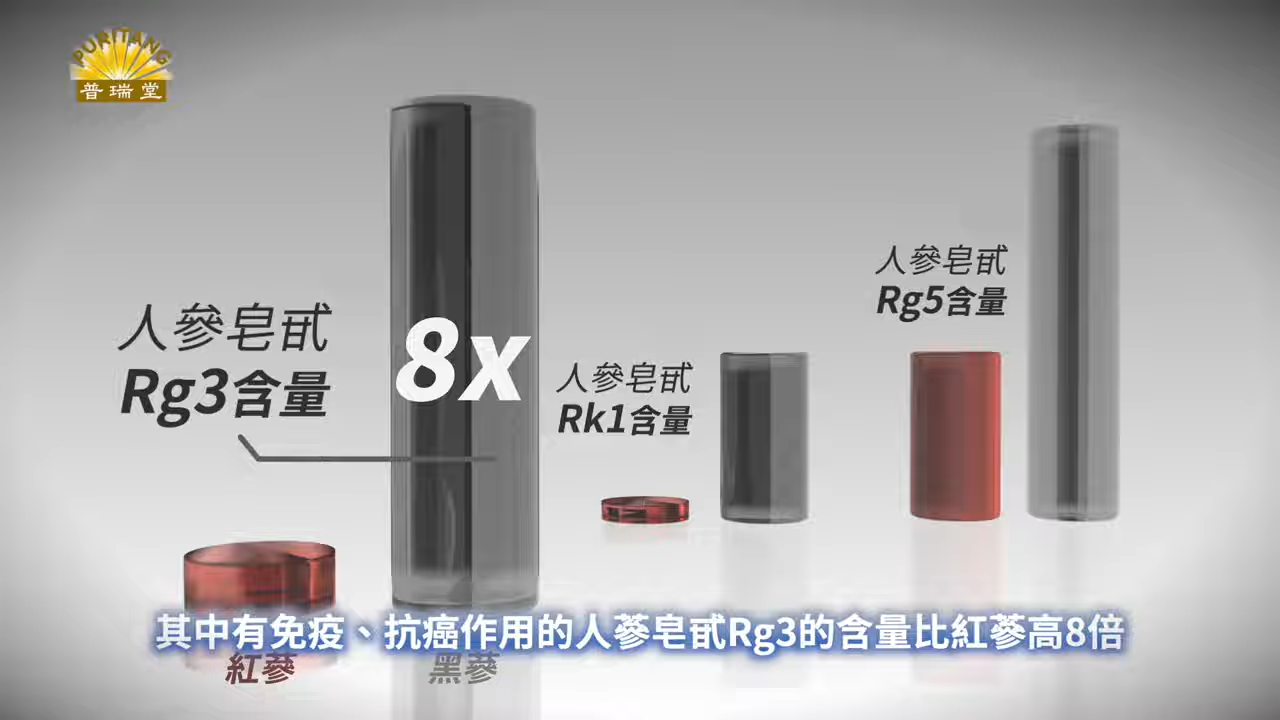 PURITANG
普瑞堂
人參皂甙
Rg3含量
8x
人參皂甙
Rk1含量
人參皂甙
Rg5含量
其中有免疫、抗癌作用的人蔘皂甙Rg3的含量比紅蔘高8倍
紅蔘
黑蔘